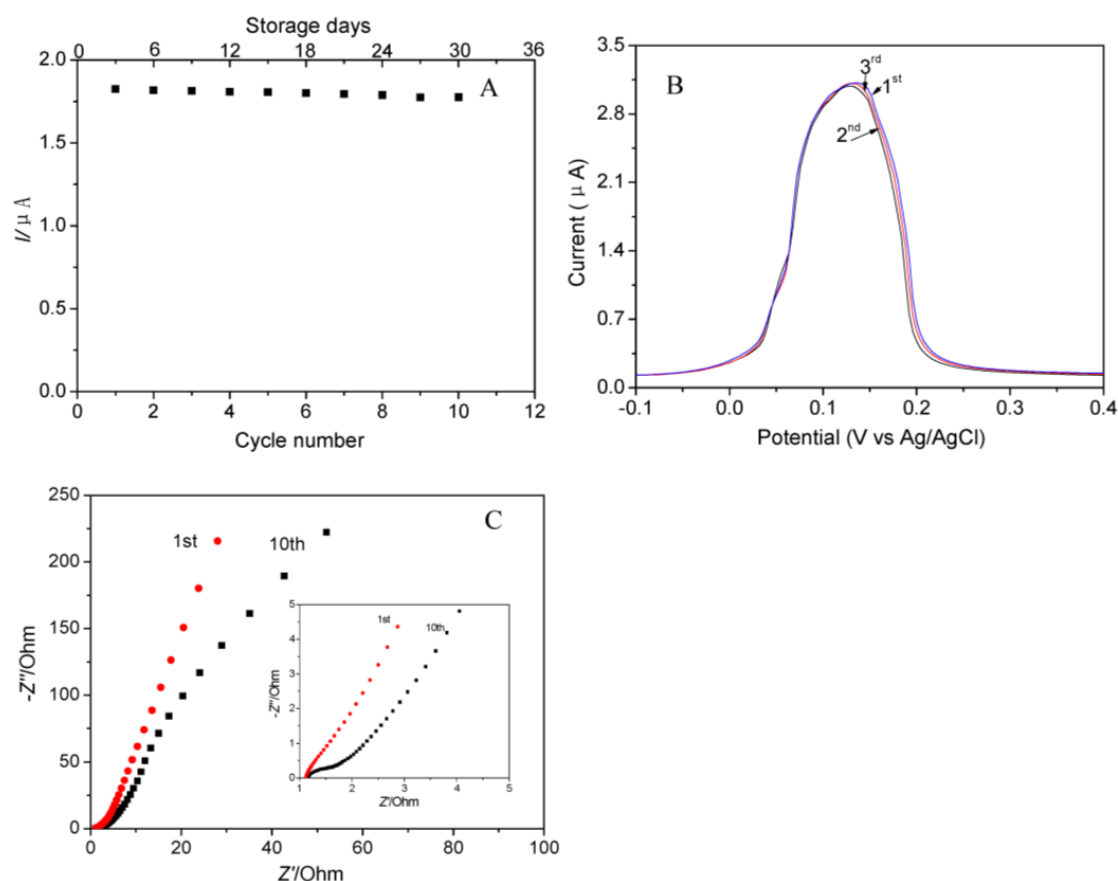 Storage days
0 6 12 18 24 30 36
2.0
1.5
1.0
0.5
0.0
I/μA
A
0 2 4 6 8 10 12
Cycle number
3.5
2.8
2.1
1.4
0.7
0.0
Current (μA)
B
3rd
1st
2nd
-0.1 0.0 0.1 0.2 0.3 0.4
Potential (V vs Ag/AgCl)
250
200
150
100
50
0
-Z''/Ohm
C
1st
10th
0 20 40 60 80 100
Z'/Ohm
5
4
3
2
1
0
-Z''/Ohm
1st
10th
1 2 3 4 5
Z'/Ohm